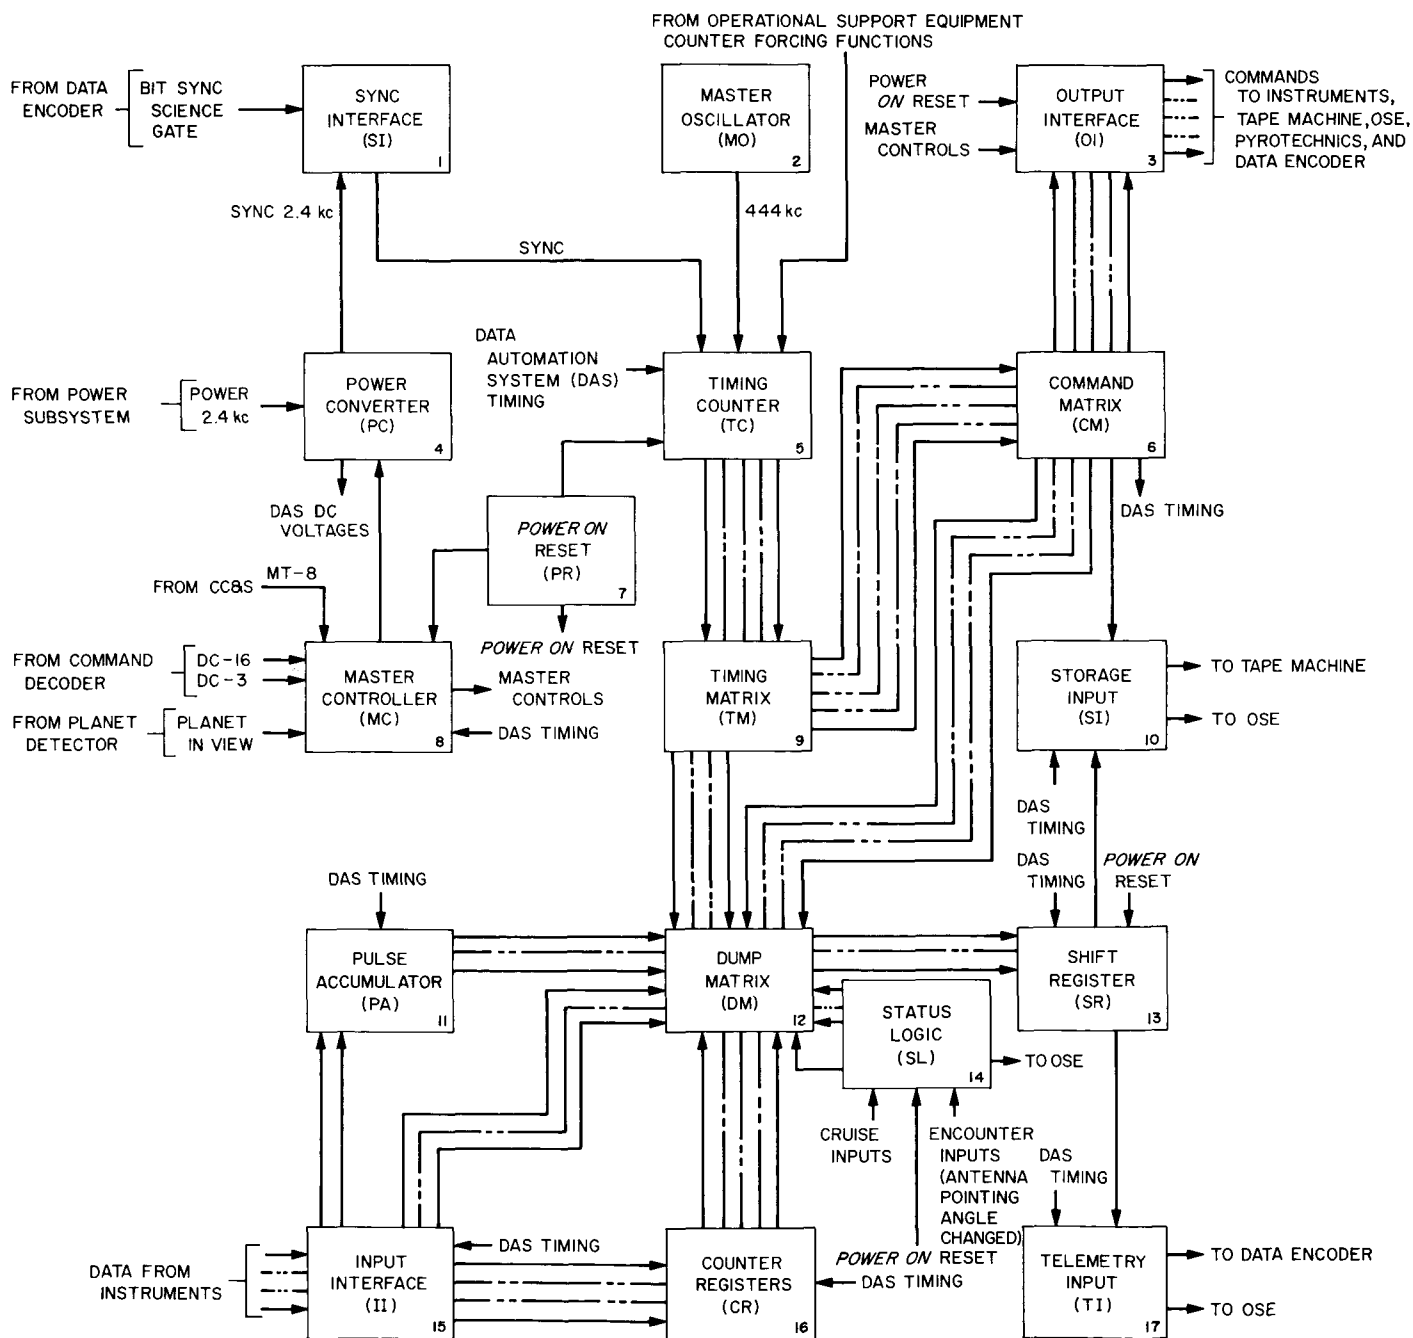 FROM OPERATIONAL SUPPORT EQUIPMENT
COUNTER FORCING FUNCTIONS
FROM DATA
ENCODER
BIT SYNC
SCIENCE
GATE
SYNC
INTERFACE
(SI)
1
MASTER
OSCILLATOR
(MO)
2
POWER
ON RESET
MASTER
CONTROLS
OUTPUT
INTERFACE
(OI)
3
COMMANDS
TO INSTRUMENTS,
TAPE MACHINE, OSE,
PYROTECHNICS, AND
DATA ENCODER
SYNC 2.4 kc
444 kc
SYNC
FROM POWER
SUBSYSTEM
POWER
2.4 kc
POWER
CONVERTER
(PC)
4
DATA
AUTOMATION
SYSTEM (DAS)
TIMING
TIMING
COUNTER
(TC)
5
COMMAND
MATRIX
(CM)
6
DAS DC
VOLTAGES
POWER ON
RESET
(PR)
7
DAS TIMING
FROM CC&S
MT-8
POWER ON RESET
FROM COMMAND
DECODER
DC-16
DC-3
FROM PLANET
DETECTOR
PLANET
IN VIEW
MASTER
CONTROLLER
(MC)
8
MASTER
CONTROLS
DAS TIMING
TIMING
MATRIX
(TM)
9
STORAGE
INPUT
(SI)
10
TO TAPE MACHINE
TO OSE
DAS
TIMING
DAS TIMING
DAS
TIMING
POWER ON
RESET
PULSE
ACCUMULATOR
(PA)
11
DUMP
MATRIX
(DM)
12
SHIFT
REGISTER
(SR)
13
STATUS
LOGIC
(SL)
14
TO OSE
CRUISE
INPUTS
ENCOUNTER
INPUTS
(ANTENNA
POINTING
ANGLE
CHANGED)
DAS
TIMING
POWER ON RESET
DATA FROM
INSTRUMENTS
INPUT
INTERFACE
(II)
15
DAS TIMING
COUNTER
REGISTERS
(CR)
16
DAS TIMING
TELEMETRY
INPUT
(TI)
17
TO DATA ENCODER
TO OSE